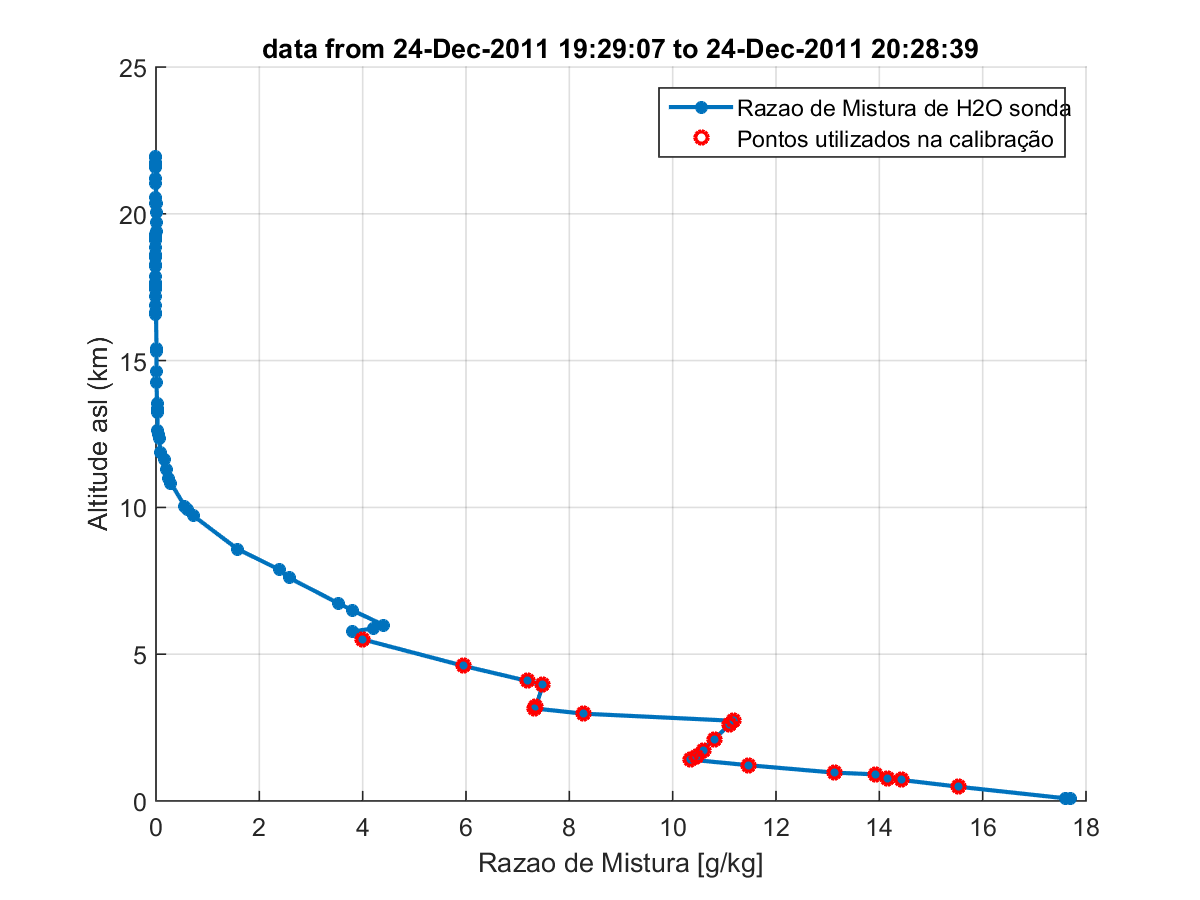 data from 24-Dec-2011 19:29:07 to 24-Dec-2011 20:28:39
Razao de Mistura de H2O sonda
Pontos utilizados na calibração
25
20
15
10
5
0
Altitude asl (km)
0 2 4 6 8 10 12 14 16 18
Razao de Mistura [g/kg]